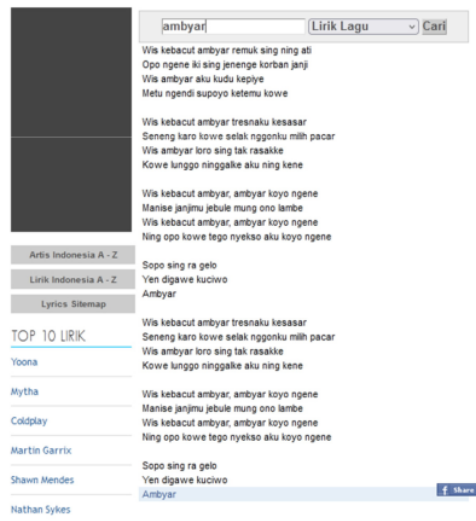 ambyar Lirik Lagu Cari
Wis kebacut ambyar remuk sing ning ati
Opo ngene iki sing jenenge korban janji
Wis ambyar aku kudu kepiye
Metu ngendi supoyo ketemu kowe
Wis kebacut ambyar tresnaku kesasar
Seneng karo kowe selak nggonku milih pacar
Wis ambyar loro sing tak rasakke
Kowe lunggo ninggalke aku ning kene
Wis kebacut ambyar, ambyar koyo ngene
Manise janjimu jebule mung ono lambe
Wis kebacut ambyar, ambyar koyo ngene
Ning opo kowe tego nyekso aku koyo ngene
Sopo sing ra gelo
Yen digawe kuciwo
Ambyar
Wis kebacut ambyar tresnaku kesasar
Seneng karo kowe selak nggonku milih pacar
Wis ambyar loro sing tak rasakke
Kowe lunggo ninggalke aku ning kene
Wis kebacut ambyar, ambyar koyo ngene
Manise janjimu jebule mung ono lambe
Wis kebacut ambyar, ambyar koyo ngene
Ning opo kowe tego nyekso aku koyo ngene
Sopo sing ra gelo
Yen digawe kuciwo
Ambyar
f Share
Artis Indonesia A - Z
Lirik Indonesia A - Z
Lyrics Sitemap
TOP 10 LIRIK
Yoona
Mytha
Coldplay
Martin Garrix
Shawn Mendes
Nathan Sykes